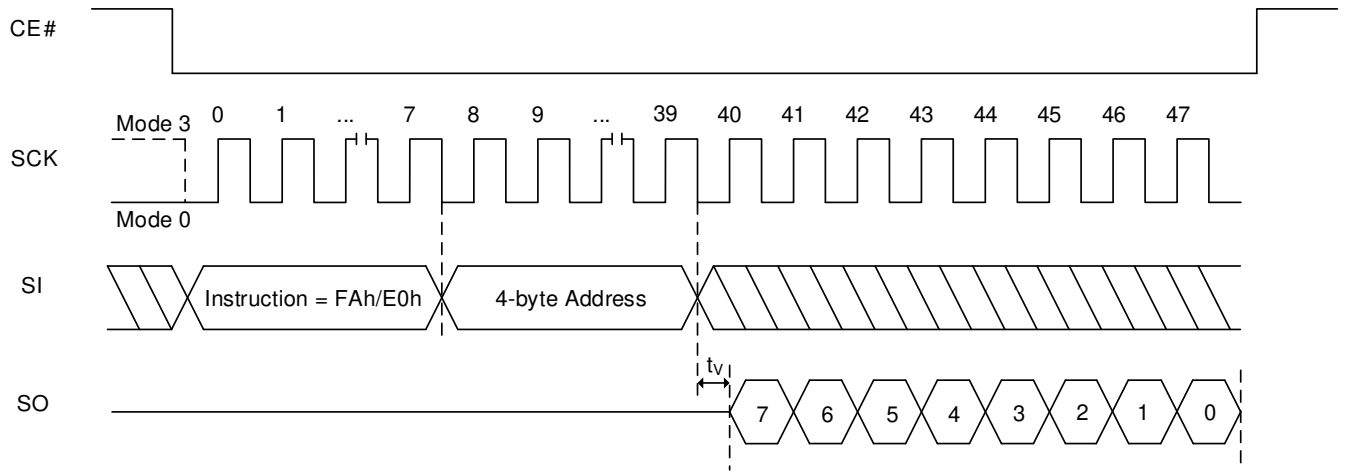 CE#
Mode 3 0 1 ... 7 8 9 ... 39 40 41 42 43 44 45 46 47
SCK
Mode 0
SI Instruction = FAh/E0h 4-byte Address
tV
SO 7 6 5 4 3 2 1 0